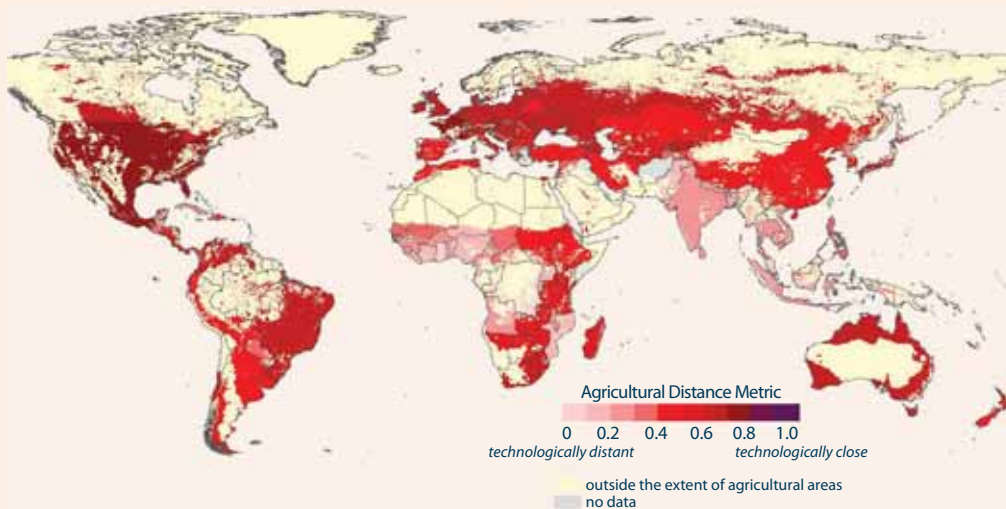 Agricultural Distance Metric
0 0.2 0.4 0.6 0.8 1.0
technologically distant technologically close
outside the extent of agricultural areas
no data